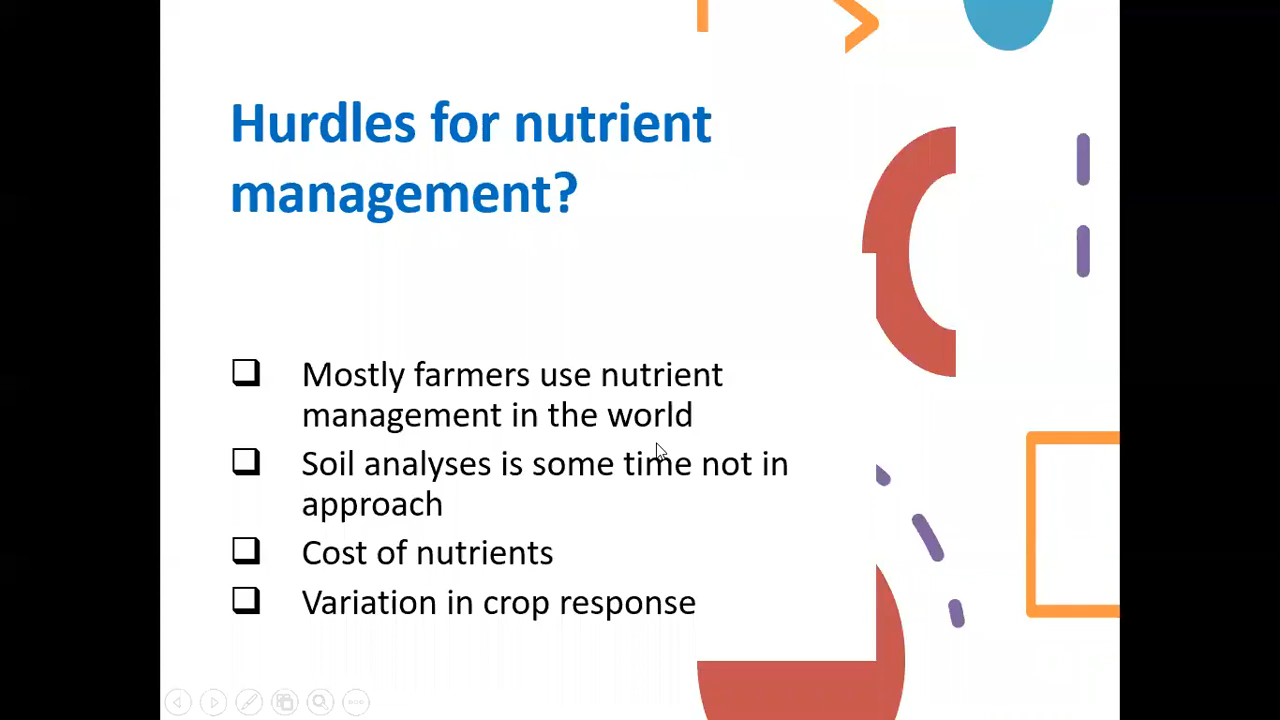 Hurdles for nutrient
management?
Mostly farmers use nutrient
management in the world
Soil analyses is some time not in
approach
Cost of nutrients
Variation in crop response